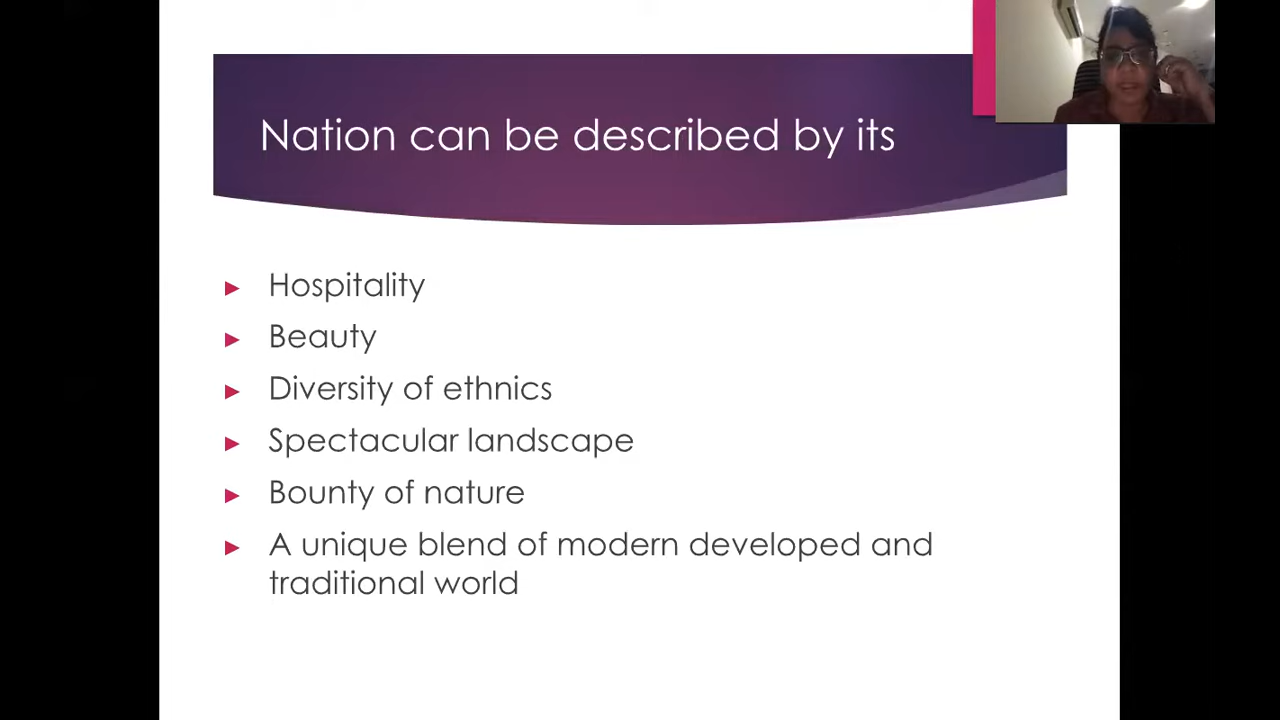 Nation can be described by its
Hospitality
Beauty
Diversity of ethnics
Spectacular landscape
Bounty of nature
A unique blend of modern developed and
traditional world